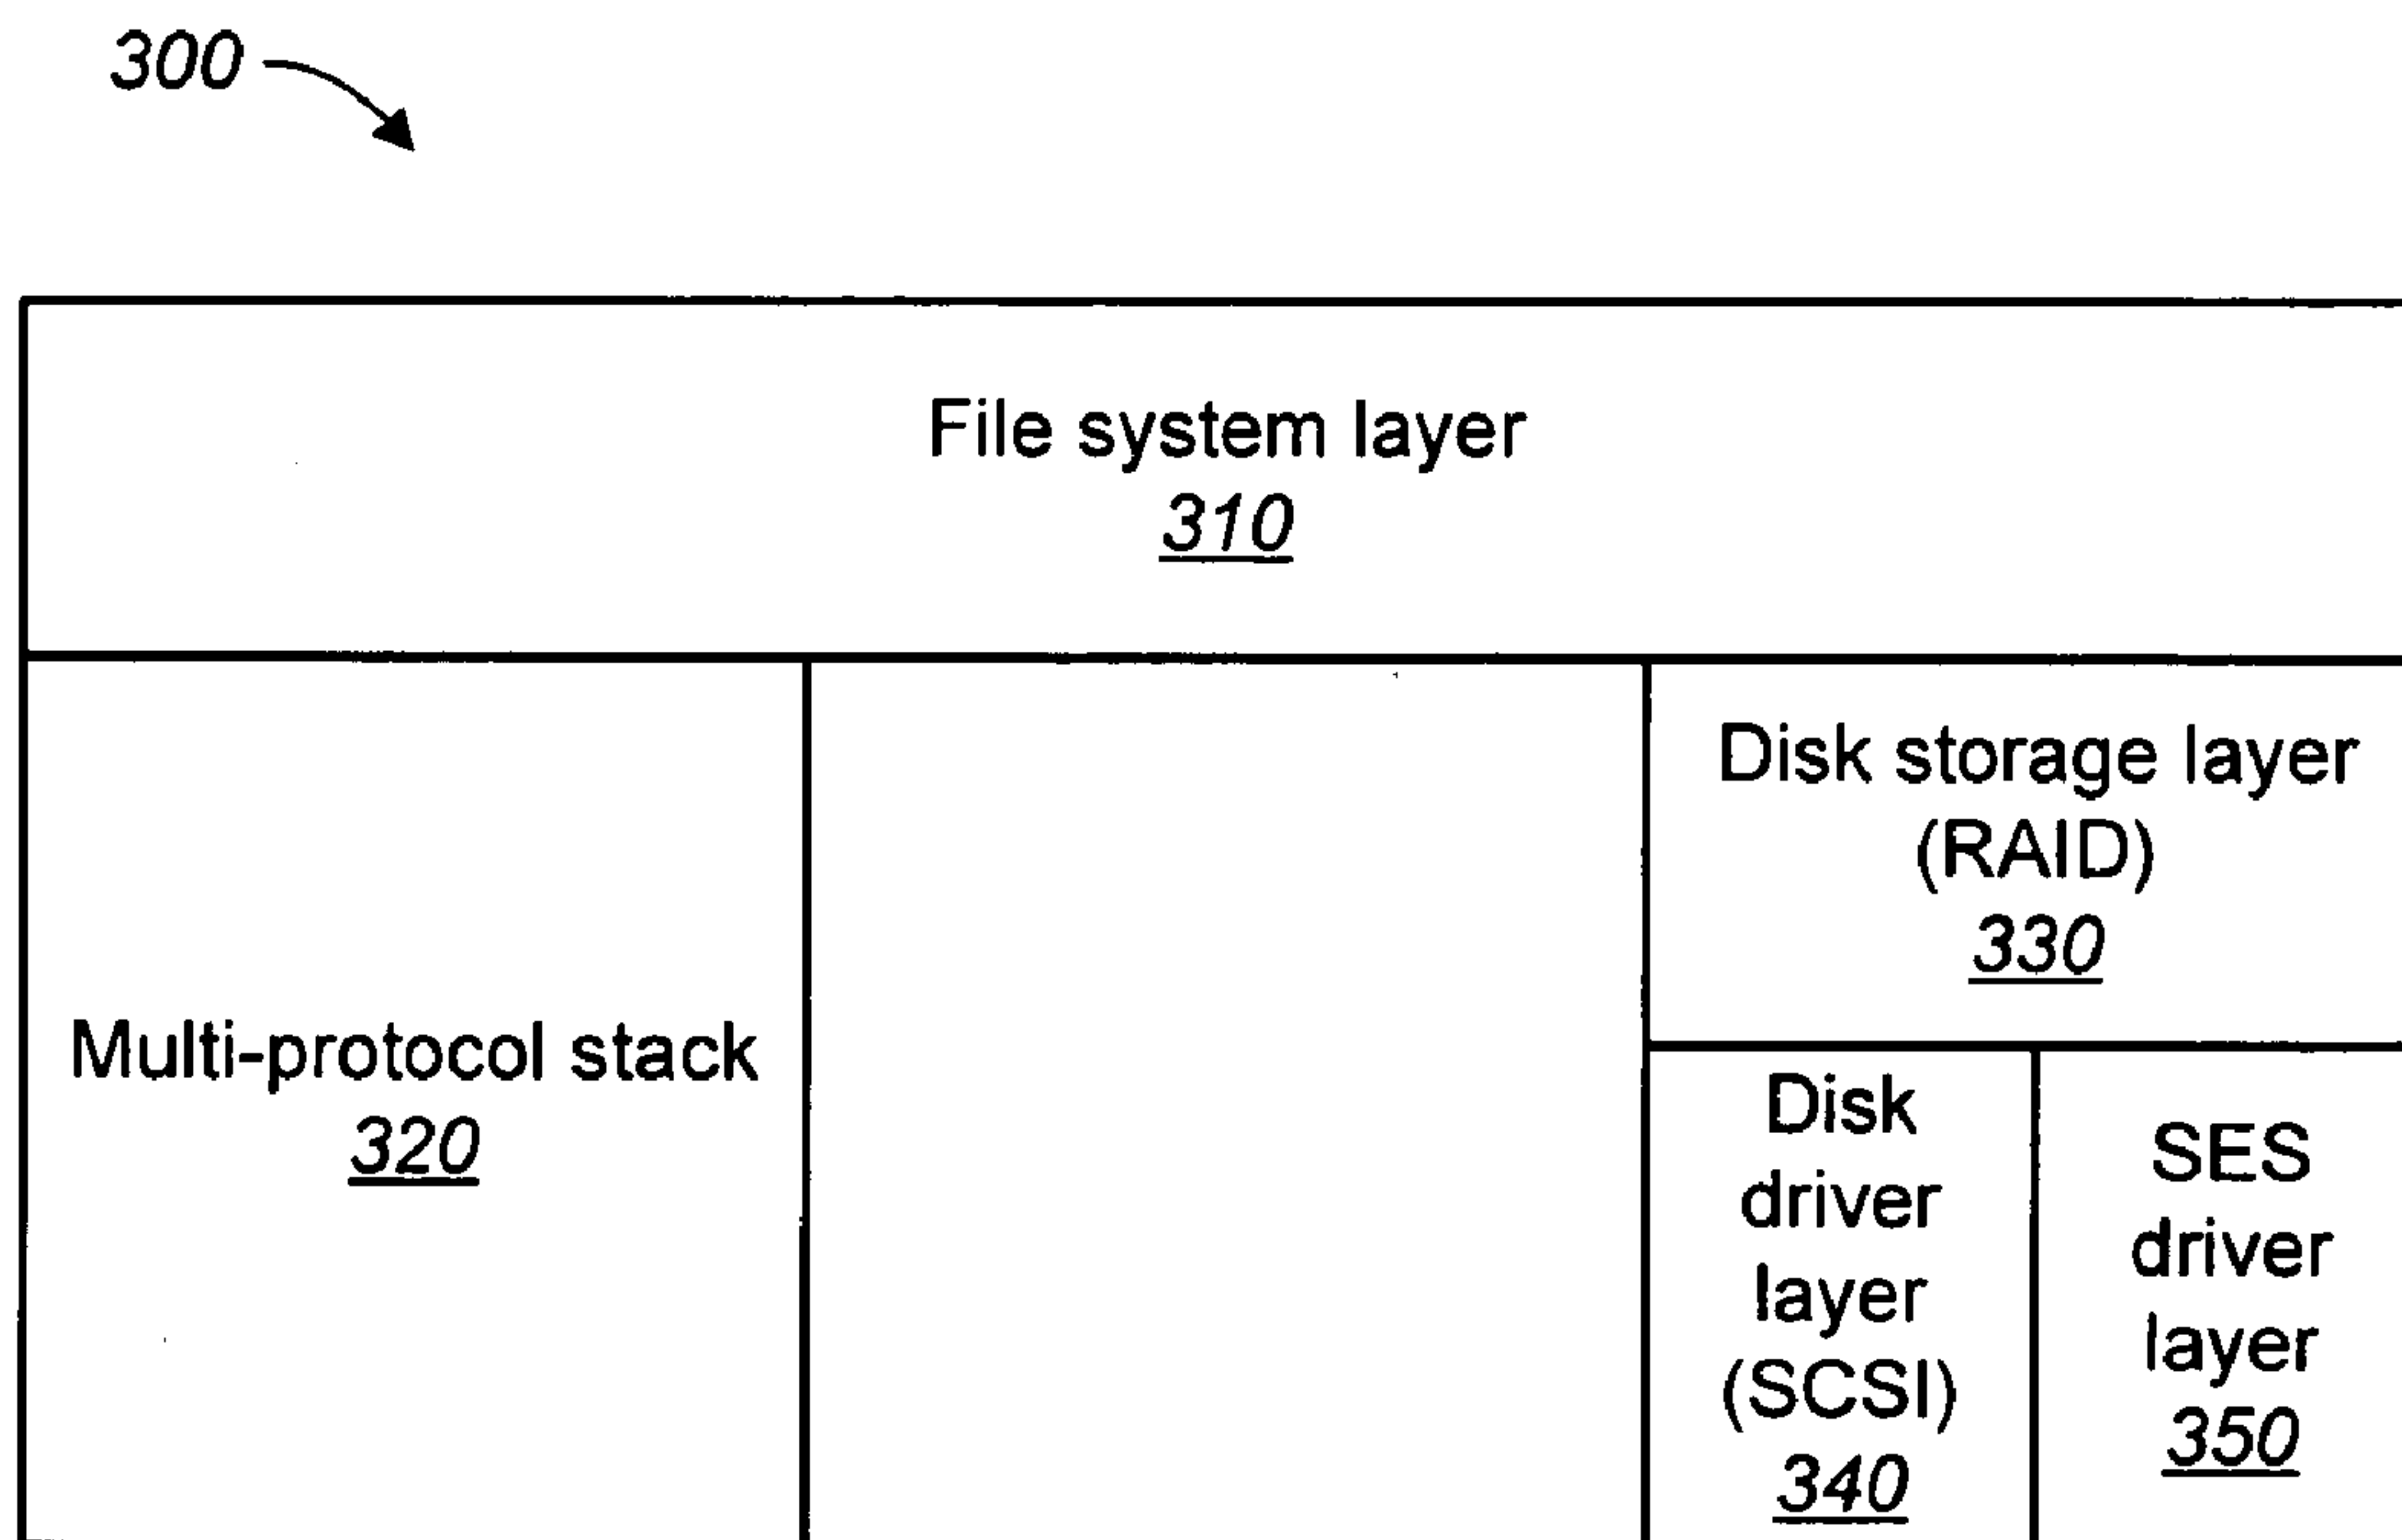 300
File system layer
310
Multi-protocol stack
320
Disk storage layer
(RAID)
330
Disk
driver
layer
(SCSI)
340
SES
driver
layer
350